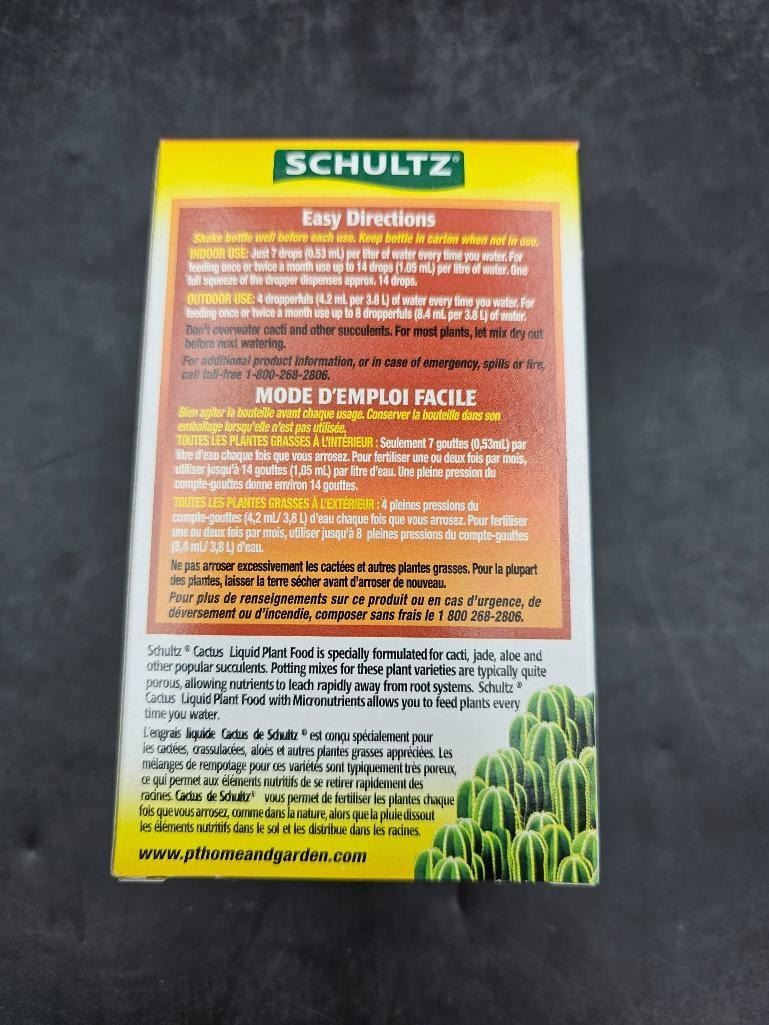 SCHULTZ®
Easy Directions
Shake bottle well before each use. Keep bottle in carton when not in use.
INDOOR USE: Just 7 drops (0.53 mL) per liter of water every time you water. For
feeding once or twice a month use up to 14 drops (1.05 mL) per litre of water. One
full squeeze of the dropper dispenses approx. 14 drops.
OUTDOOR USE: 4 dropperfuls (4.2 mL per 3.8 L) of water every time you water. For
feeding once or twice a month use up to 8 dropperfuls (8.4 mL per 3.8 L) of water.
Don't overwater cacti and other succulents. For most plants, let mix dry out
before next watering.
For additional product information, or in case of emergency, spills or fire,
call toll-free 1-800-268-2806.
MODE D'EMPLOI FACILE
Bien agiter la bouteille avant chaque usage. Conserver la bouteille dans son
emballage lorsqu'elle n'est pas utilisée.
TOUTES LES PLANTES GRASSES À L'INTÉRIEUR : Seulement 7 gouttes (0,53mL) par
litre d'eau chaque fois que vous arrosez. Pour fertiliser une ou deux fois par mois,
utiliser jusqu'à 14 gouttes (1,05 mL) par litre d'eau. Une pleine pression du
compte-gouttes donne environ 14 gouttes.
TOUTES LES PLANTES GRASSES À L'EXTÉRIEUR : 4 pleines pressions du
compte-gouttes (4,2 mL/ 3,8 L) d'eau chaque fois que vous arrosez. Pour fertiliser
une ou deux fois par mois, utiliser jusqu'à 8 pleines pressions du compte-gouttes
(8,4 mL/ 3,8 L) d'eau.
Ne pas arroser excessivement les cactées et autres plantes grasses. Pour la plupart
des plantes, laisser la terre sécher avant d'arroser de nouveau.
Pour plus de renseignements sur ce produit ou en cas d'urgence, de
déversement ou d'incendie, composer sans frais le 1 800 268-2806.
Schultz ® Cactus Liquid Plant Food is specially formulated for cacti, jade, aloe and
other popular succulents. Potting mixes for these plant varieties are typically quite
porous, allowing nutrients to leach rapidly away from root systems. Schultz ®
Cactus Liquid Plant Food with Micronutrients allows you to feed plants every
time you water.
L'engrais liquide Cactus de Schultz ® est conçu spécialement pour
les cactées, crassulacées, aloès et autres plantes grasses appréciées. Les
mélanges de rempotage pour ces variétés sont typiquement très poreux,
ce qui permet aux éléments nutritifs de se retirer rapidement des
racines. Cactus de Schultz® vous permet de fertiliser les plantes chaque
fois que vous arrosez, comme dans la nature, alors que la pluie dissout
les éléments nutritifs dans le sol et les distribue dans les racines.
www.pthomeandgarden.com